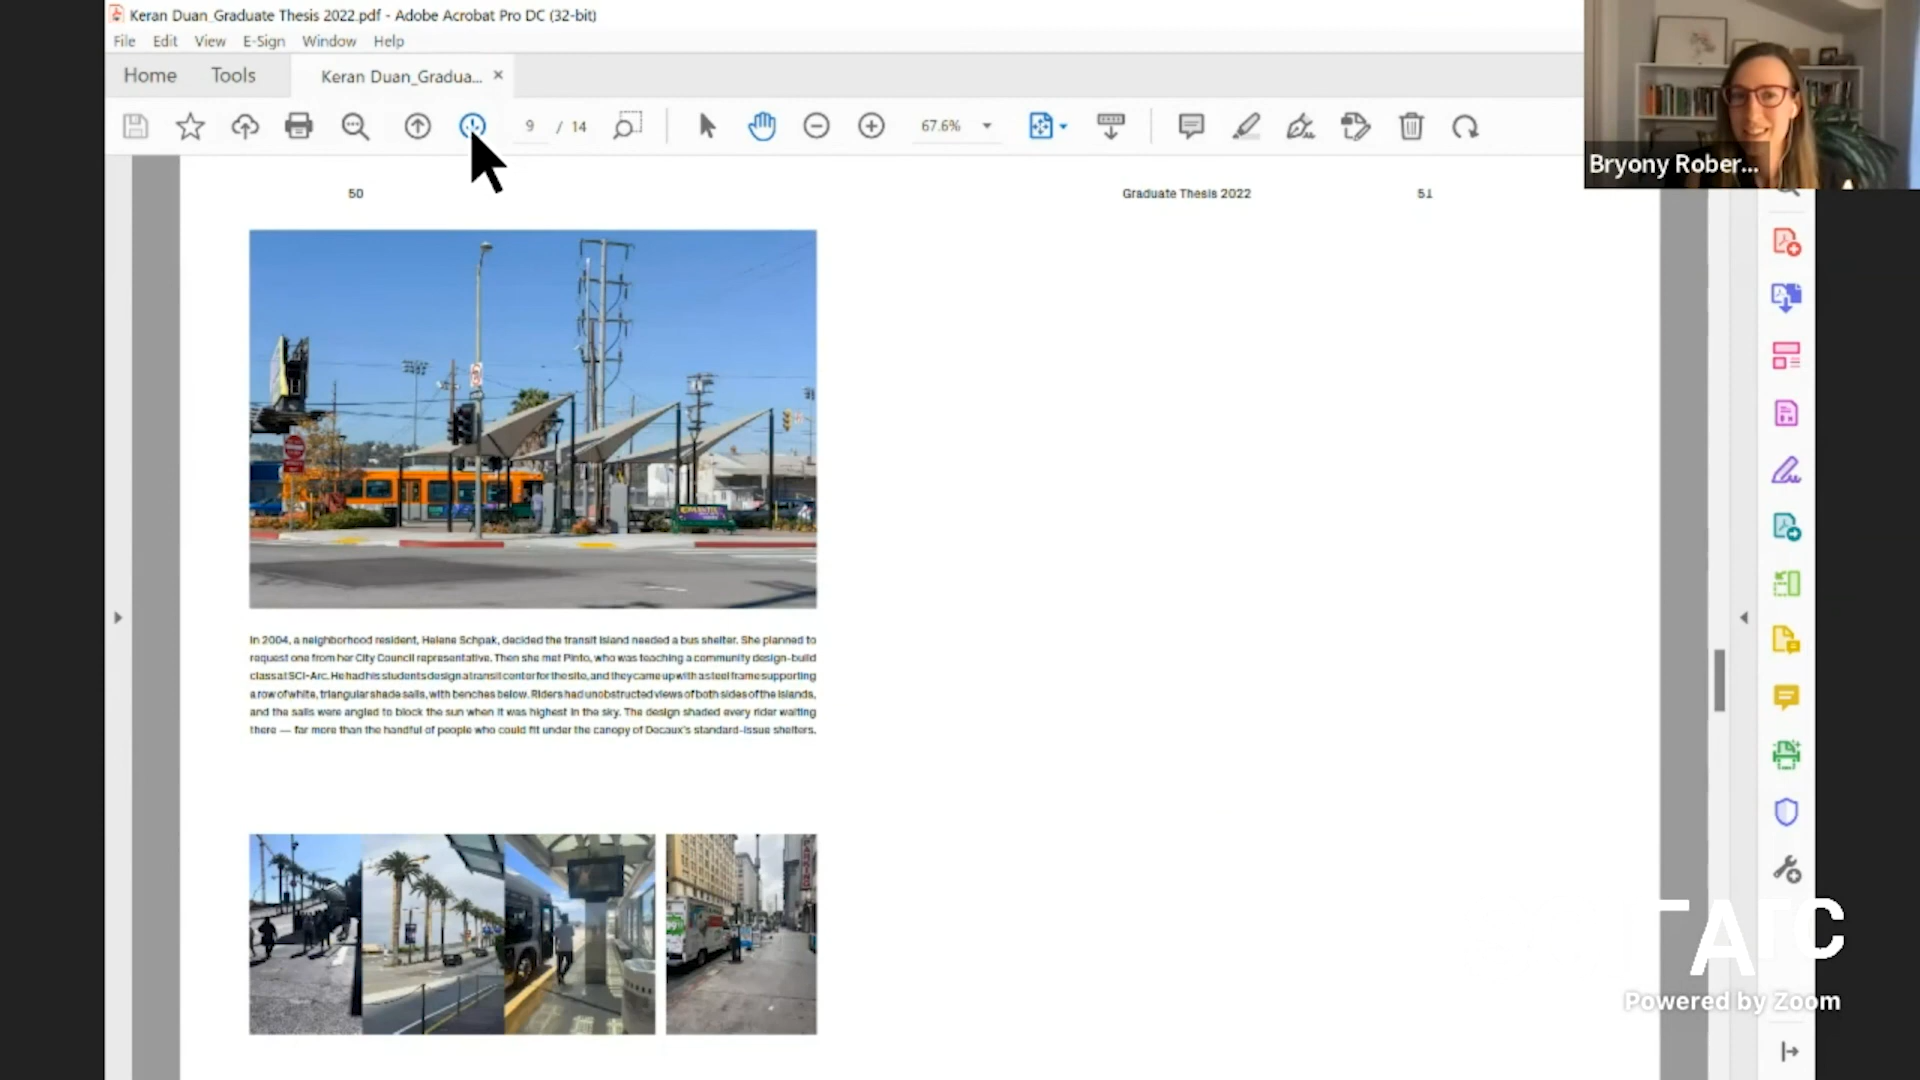 Keran Duan_Graduate Thesis 2022.pdf - Adobe Acrobat Pro DC (32-bit)
File Edit View E-Sign Window Help
Home Tools Keran Duan_Gradua... ×
9 / 14 67.6%
Bryony Rober...
50 Graduate Thesis 2022 51
In 2004, a neighborhood resident, Helene Schpak, decided the transit island needed a bus shelter. She planned to
request one from her City Council representative. Then she met Pinto, who was teaching a community design-build
class at SCI-Arc. He had his students design a transit center for the site, and they came up with a steel frame supporting
a row of white, triangular shade sails, with benches below. Riders had unobstructed views of both sides of the islands,
and the sails were angled to block the sun when it was highest in the sky. The design shaded every rider waiting
there — far more than the handful of people who could fit under the canopy of Decaux's standard-issue shelters.
Powered by Zoom